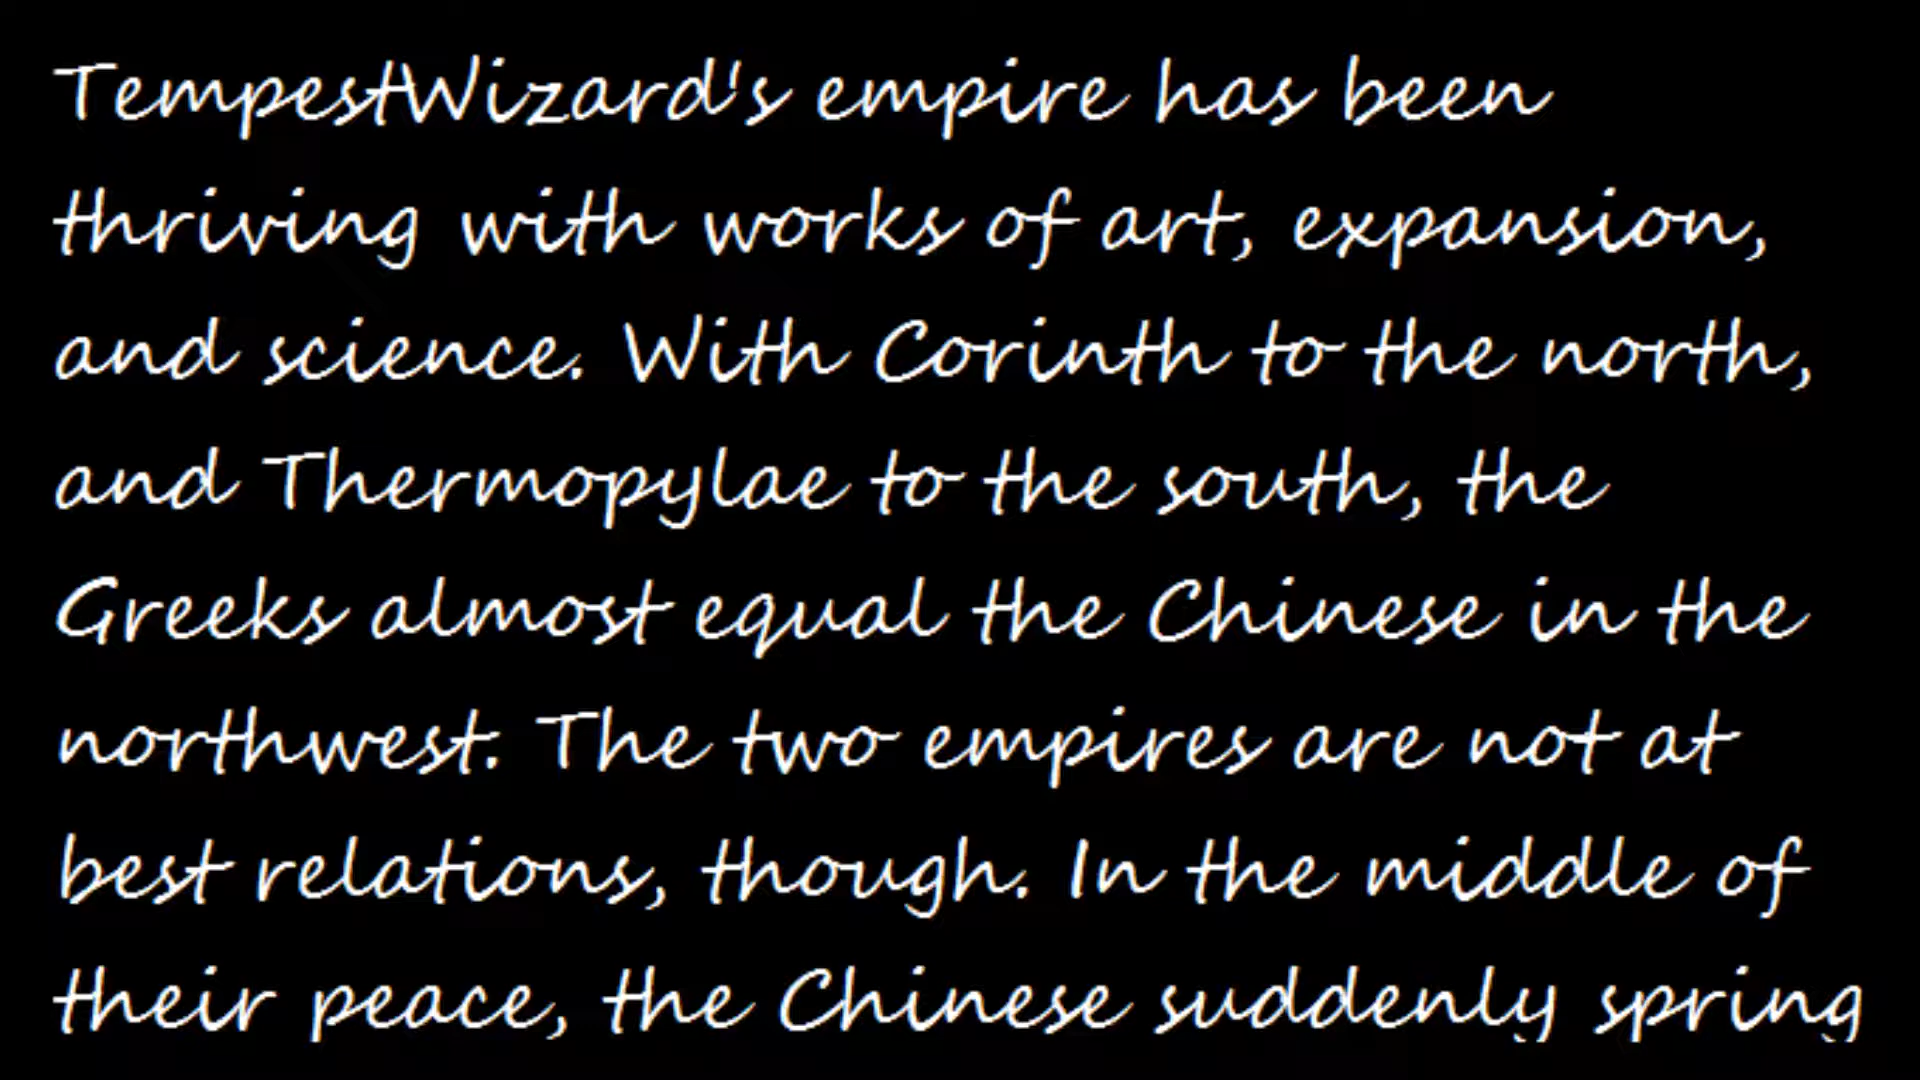 TempestWizard's empire has been
thriving with works of art, expansion,
and science. With Corinth to the north,
and Thermopylae to the south, the
Greeks almost equal the Chinese in the
northwest. The two empires are not at
best relations, though. In the middle of
their peace, the Chinese suddenly spring